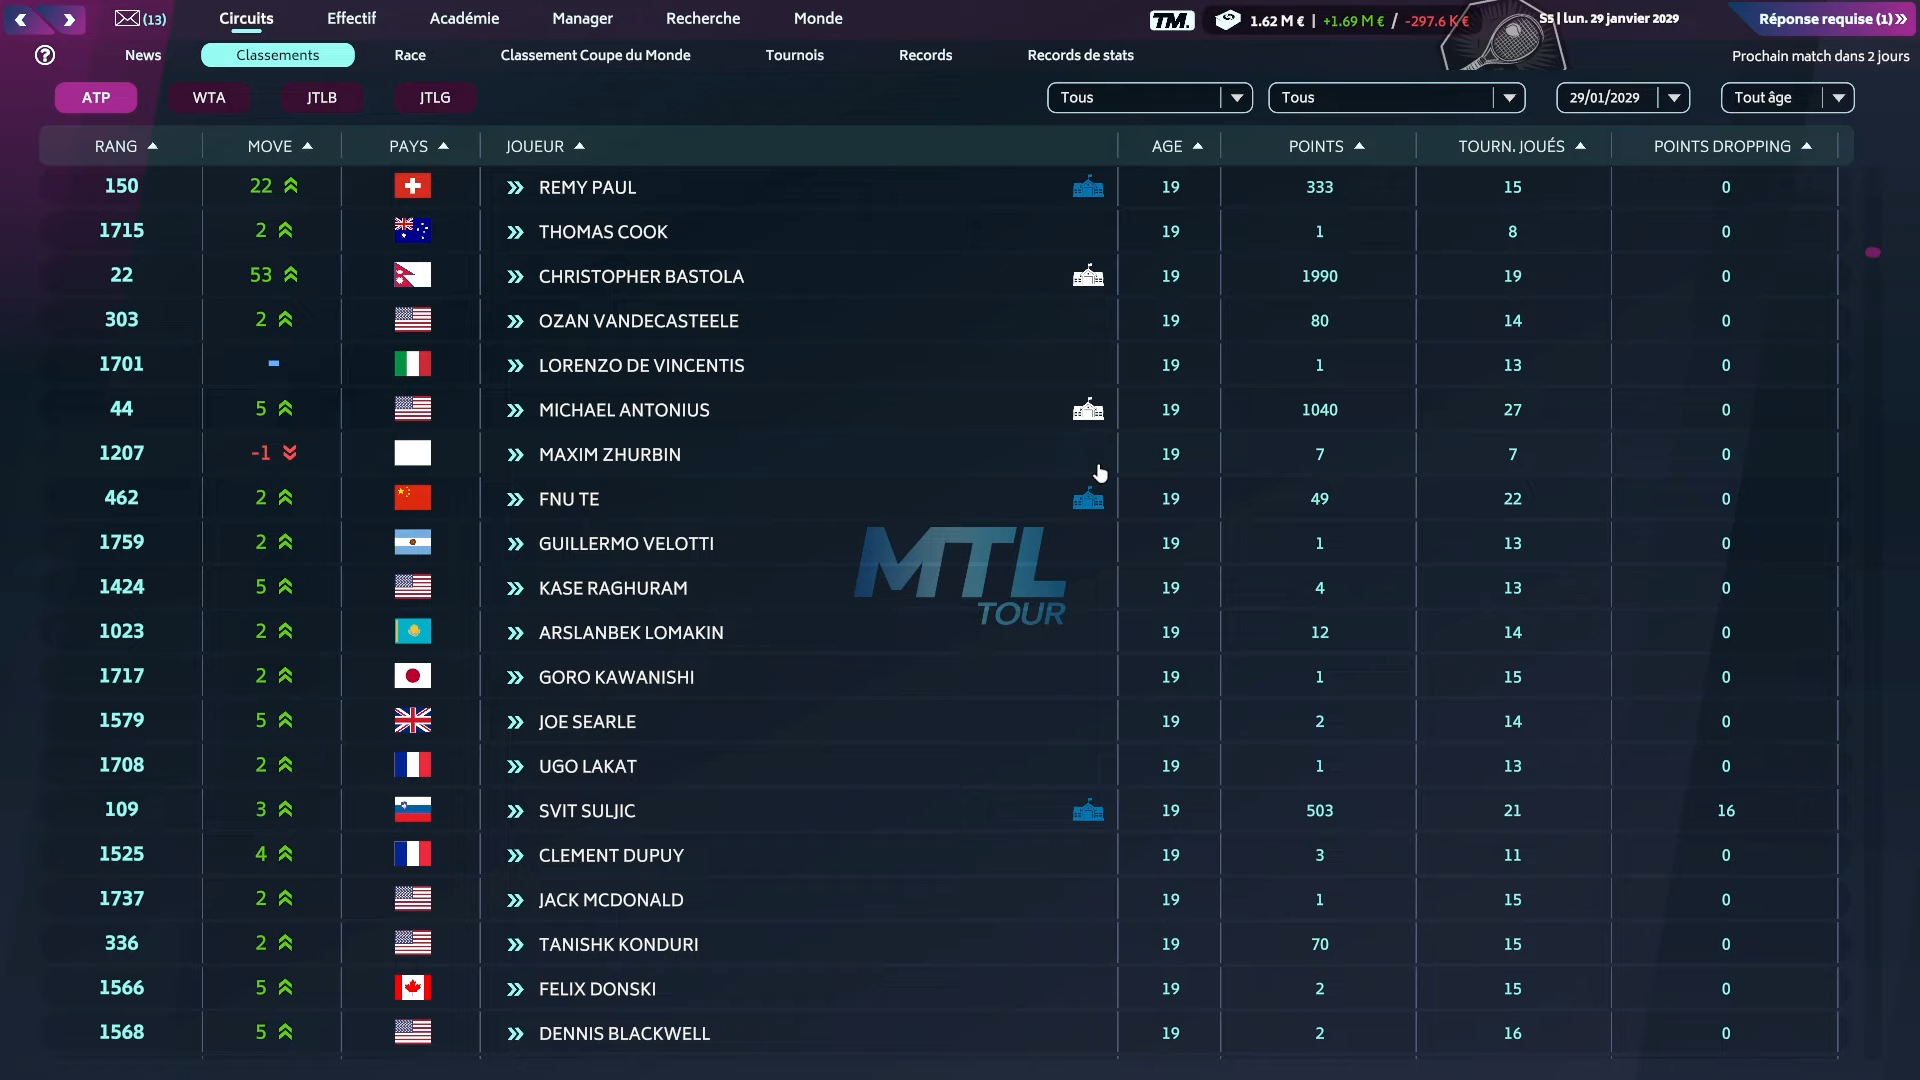 (13) Circuits Effectif Académie Manager Recherche Monde TM. 1.62 M € | +1.69 M € / -297.6 K € S5 | lun. 29 janvier 2029 Réponse requise (1)
? News Classements Race Classement Coupe du Monde Tournois Records Records de stats Prochain match dans 2 jours
ATP WTA JTLB JTLG Tous Tous 29/01/2029 Tout âge
RANG MOVE PAYS JOUEUR AGE POINTS TOURN. JOUÉS POINTS DROPPING
150 22 REMY PAUL 19 333 15 0
1715 2 THOMAS COOK 19 1 8 0
22 53 CHRISTOPHER BASTOLA 19 1990 19 0
303 2 OZAN VANDECASTEELE 19 80 14 0
1701 - LORENZO DE VINCENTIS 19 1 13 0
44 5 MICHAEL ANTONIUS 19 1040 27 0
1207 -1 MAXIM ZHURBIN 19 7 7 0
462 2 FNU TE 19 49 22 0
1759 2 GUILLERMO VELOTTI 19 1 13 0
1424 5 KASE RAGHURAM 19 4 13 0
MTL
TOUR
1023 2 ARSLANBEK LOMAKIN 19 12 14 0
1717 2 GORO KAWANISHI 19 1 15 0
1579 5 JOE SEARLE 19 2 14 0
1708 2 UGO LAKAT 19 1 13 0
109 3 SVIT SULJIC 19 503 21 16
1525 4 CLEMENT DUPUY 19 3 11 0
1737 2 JACK MCDONALD 19 1 15 0
336 2 TANISHK KONDURI 19 70 15 0
1566 5 FELIX DONSKI 19 2 15 0
1568 5 DENNIS BLACKWELL 19 2 16 0